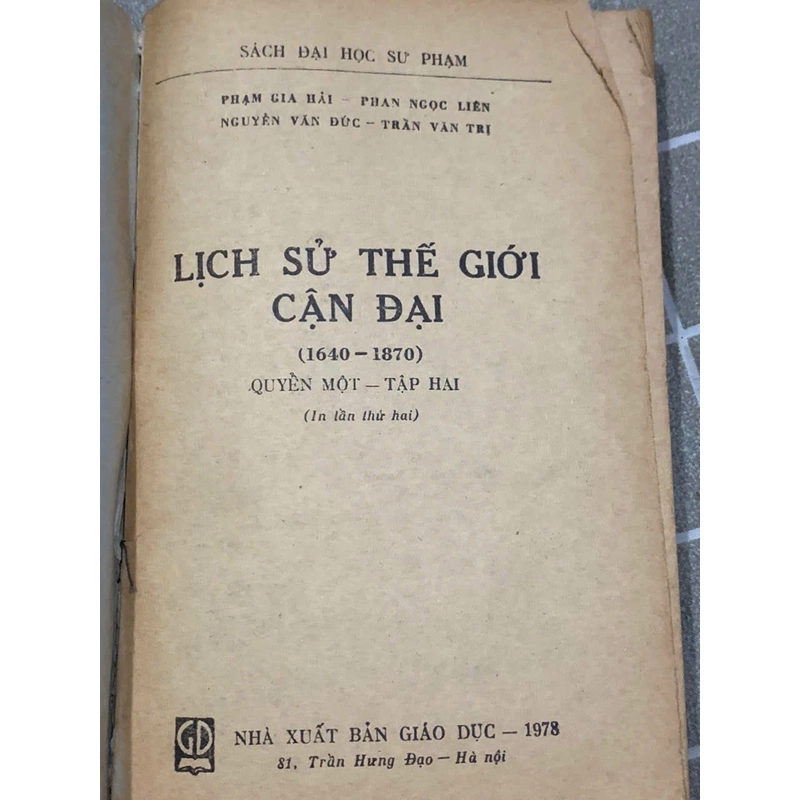 SÁCH ĐẠI HỌC SƯ PHẠM
PHẠM GIA HẢI – PHAN NGỌC LIÊN
NGUYỄN VĂN ĐỨC – TRẦN VĂN TRỊ
LỊCH SỬ THẾ GIỚI
CẬN ĐẠI
(1640 – 1870)
QUYỂN MỘT – TẬP HAI
(In lần thứ hai)
GD
NHÀ XUẤT BẢN GIÁO DỤC – 1978
81, Trần Hưng Đạo – Hà nội